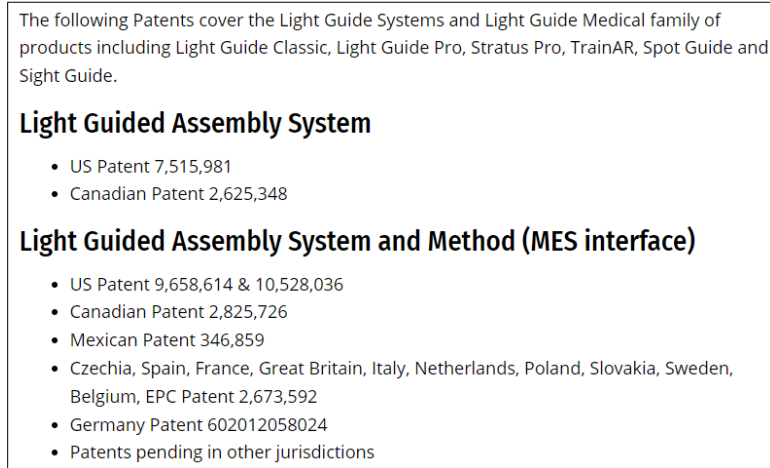 The following Patents cover the Light Guide Systems and Light Guide Medical family of
products including Light Guide Classic, Light Guide Pro, Stratus Pro, TrainAR, Spot Guide and
Sight Guide.
Light Guided Assembly System
• US Patent 7,515,981
• Canadian Patent 2,625,348
Light Guided Assembly System and Method (MES interface)
• US Patent 9,658,614 & 10,528,036
• Canadian Patent 2,825,726
• Mexican Patent 346,859
• Czechia, Spain, France, Great Britain, Italy, Netherlands, Poland, Slovakia, Sweden,
Belgium, EPC Patent 2,673,592
• Germany Patent 602012058024
• Patents pending in other jurisdictions